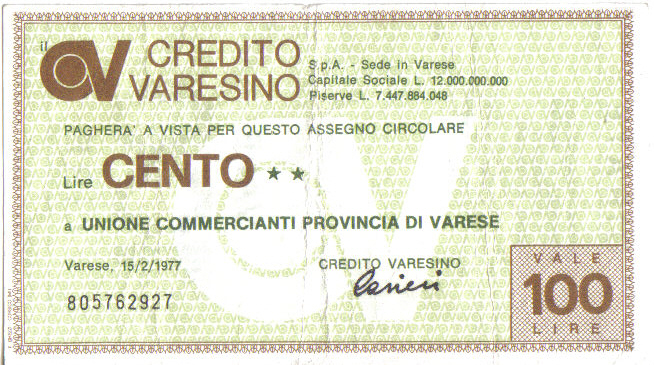 il CV CREDITO VARESINO
S.p.A. - Sede in Varese
Capitale Sociale L. 12.000.000.000
Riserve L. 7.447.884.048
PAGHERA' A VISTA PER QUESTO ASSEGNO CIRCOLARE
Lire CENTO ★★
a UNIONE COMMERCIANTI PROVINCIA DI VARESE
Varese, 15/2/1977
CREDITO VARESINO
805762927
VALE
100
LIRE